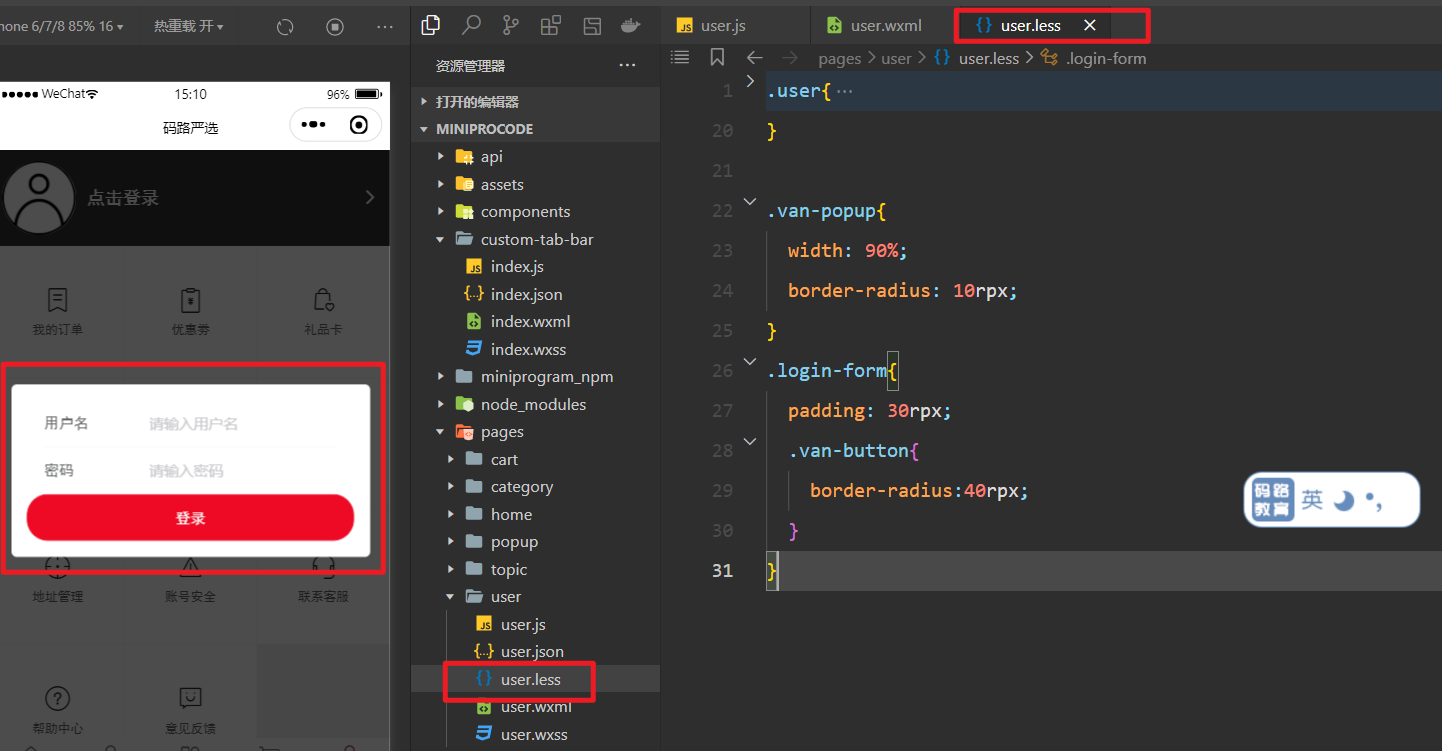 hone 6/7/8 85% 16
热重载 开
WeChat
15:10
96%
码路严选
点击登录
我的订单
优惠劵
礼品卡
用户名
请输入用户名
密码
请输入密码
登录
地址管理
账号安全
联系客服
帮助中心
意见反馈
资源管理器
打开的编辑器
MINIPROCODE
api
assets
components
custom-tab-bar
index.js
index.json
index.wxml
index.wxss
miniprogram_npm
node_modules
pages
cart
category
home
popup
topic
user
user.js
user.json
user.less
user.wxml
user.wxss
user.js
user.wxml
user.less
pages > user > {} user.less > .login-form
1 .user{ ···
20 }
21
22 .van-popup{
23 width: 90%;
24 border-radius: 10rpx;
25 }
26 .login-form{
27 padding: 30rpx;
28 .van-button{
29 border-radius:40rpx;
30 }
31 }
码路
教育
英